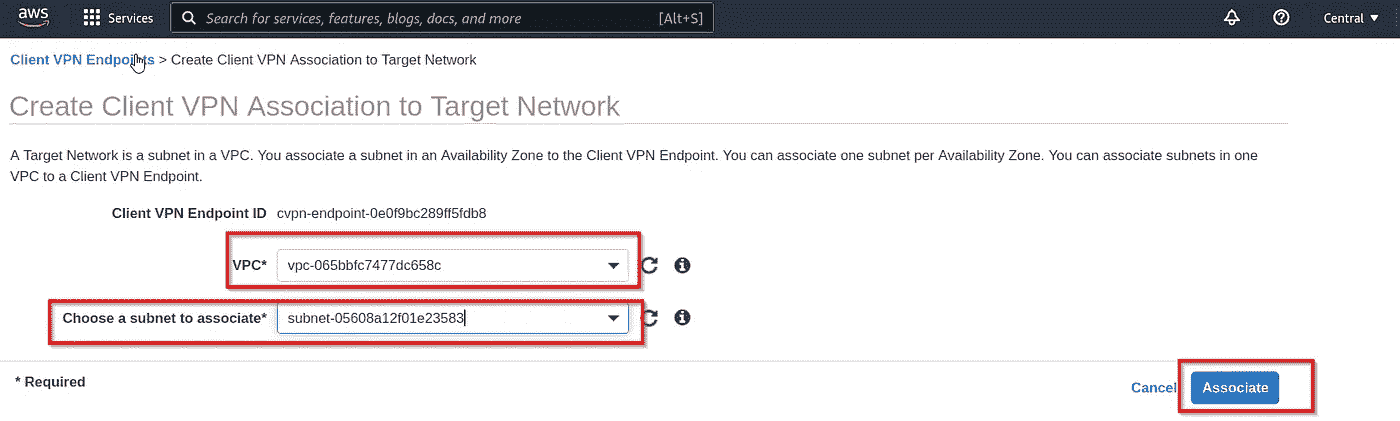 aws Services Search for services, features, blogs, docs, and more [Alt+S] Central
Client VPN Endpoints > Create Client VPN Association to Target Network
Create Client VPN Association to Target Network
A Target Network is a subnet in a VPC. You associate a subnet in an Availability Zone to the Client VPN Endpoint. You can associate one subnet per Availability Zone. You can associate subnets in one
VPC to a Client VPN Endpoint.
Client VPN Endpoint ID cvpn-endpoint-0e0f9bc289ff5fdb8
VPC* vpc-065bbfc7477dc658c
Choose a subnet to associate* subnet-05608a12f01e23583
* Required
Cancel Associate